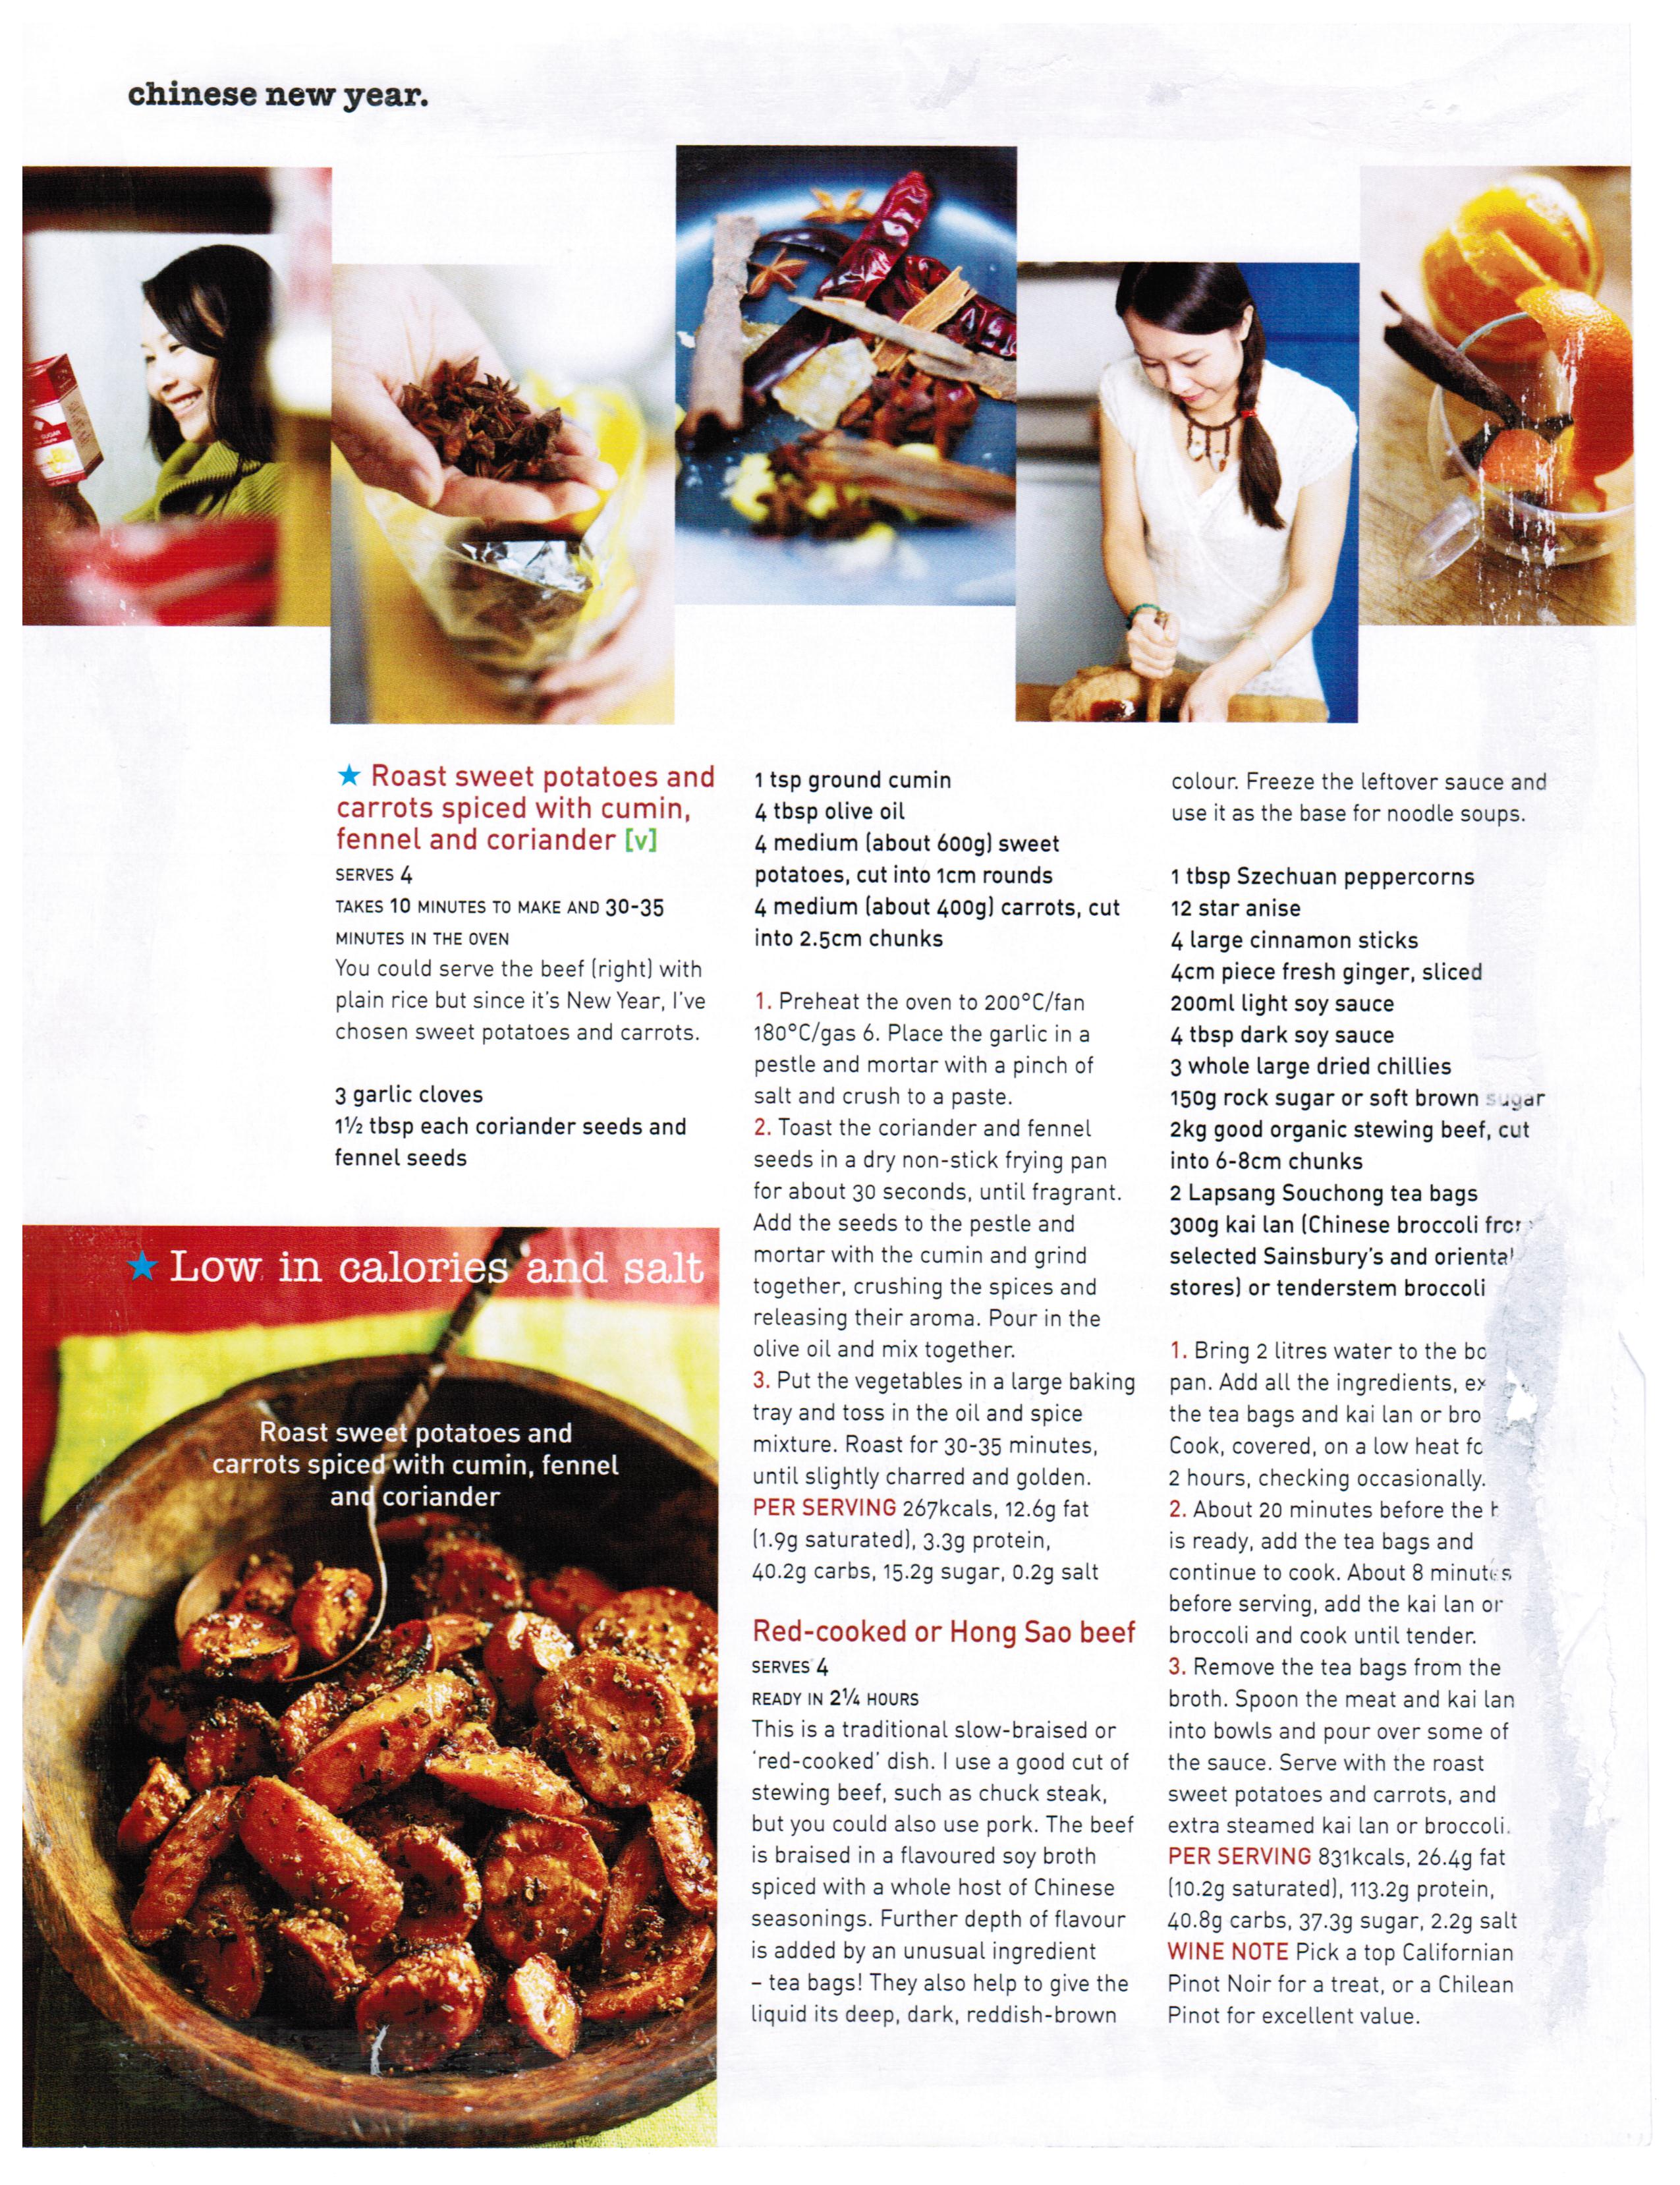 chinese new year.
SUGAR
★ Roast sweet potatoes and
carrots spiced with cumin,
fennel and coriander [v]
SERVES 4
TAKES 10 MINUTES TO MAKE AND 30-35
MINUTES IN THE OVEN
You could serve the beef (right) with
plain rice but since it's New Year, I've
chosen sweet potatoes and carrots.
3 garlic cloves
1½ tbsp each coriander seeds and
fennel seeds
★ Low in calories and salt
Roast sweet potatoes and
carrots spiced with cumin, fennel
and coriander
1 tsp ground cumin
4 tbsp olive oil
4 medium (about 600g) sweet
potatoes, cut into 1cm rounds
4 medium (about 400g) carrots, cut
into 2.5cm chunks
1. Preheat the oven to 200°C/fan
180°C/gas 6. Place the garlic in a
pestle and mortar with a pinch of
salt and crush to a paste.
2. Toast the coriander and fennel
seeds in a dry non-stick frying pan
for about 30 seconds, until fragrant.
Add the seeds to the pestle and
mortar with the cumin and grind
together, crushing the spices and
releasing their aroma. Pour in the
olive oil and mix together.
3. Put the vegetables in a large baking
tray and toss in the oil and spice
mixture. Roast for 30-35 minutes,
until slightly charred and golden.
PER SERVING 267kcals, 12.6g fat
(1.9g saturated), 3.3g protein,
40.2g carbs, 15.2g sugar, 0.2g salt
Red-cooked or Hong Sao beef
SERVES 4
READY IN 2¼ HOURS
This is a traditional slow-braised or
'red-cooked' dish. I use a good cut of
stewing beef, such as chuck steak,
but you could also use pork. The beef
is braised in a flavoured soy broth
spiced with a whole host of Chinese
seasonings. Further depth of flavour
is added by an unusual ingredient
– tea bags! They also help to give the
liquid its deep, dark, reddish-brown
colour. Freeze the leftover sauce and
use it as the base for noodle soups.
1 tbsp Szechuan peppercorns
12 star anise
4 large cinnamon sticks
4cm piece fresh ginger, sliced
200ml light soy sauce
4 tbsp dark soy sauce
3 whole large dried chillies
150g rock sugar or soft brown sugar
2kg good organic stewing beef, cut
into 6-8cm chunks
2 Lapsang Souchong tea bags
300g kai lan (Chinese broccoli from
selected Sainsbury's and oriental
stores) or tenderstem broccoli
1. Bring 2 litres water to the
pan. Add all the ingredients,
the tea bags and kai lan or
Cook, covered, on a low heat
2 hours, checking occasionally.
2. About 20 minutes before the
is ready, add the tea bags and
continue to cook. About 8 minutes
before serving, add the kai lan or
broccoli and cook until tender.
3. Remove the tea bags from the
broth. Spoon the meat and kai lan
into bowls and pour over some of
the sauce. Serve with the roast
sweet potatoes and carrots, and
extra steamed kai lan or broccoli.
PER SERVING 831kcals, 26.4g fat
(10.2g saturated), 113.2g protein,
40.8g carbs, 37.3g sugar, 2.2g salt
WINE NOTE Pick a top Californian
Pinot Noir for a treat, or a Chilean
Pinot for excellent value.